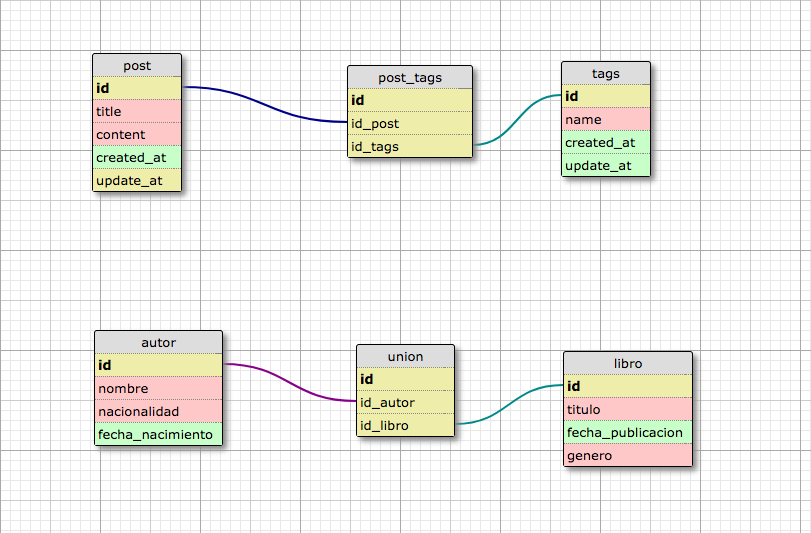 post
id
title
content
created_at
update_at
post_tags
id
id_post
id_tags
tags
id
name
created_at
update_at
autor
id
nombre
nacionalidad
fecha_nacimiento
union
id
id_autor
id_libro
libro
id
titulo
fecha_publicacion
genero